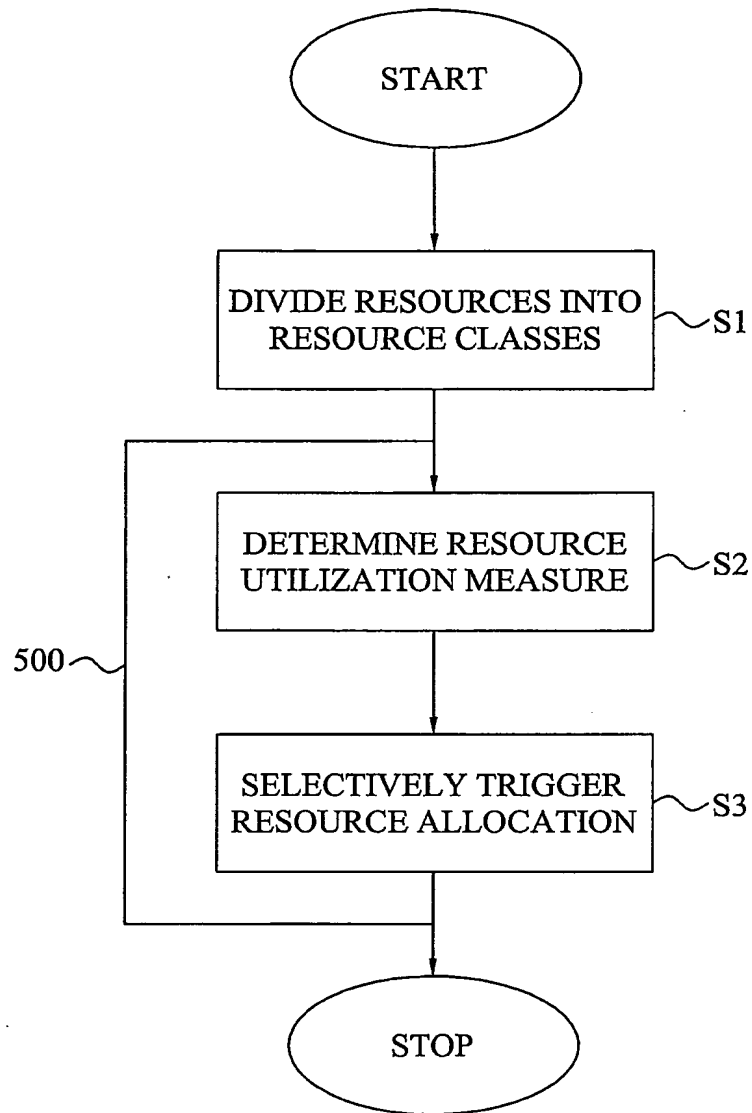 START
DIVIDE RESOURCES INTO
RESOURCE CLASSES
S1
DETERMINE RESOURCE
UTILIZATION MEASURE
S2
500
SELECTIVELY TRIGGER
RESOURCE ALLOCATION
S3
STOP